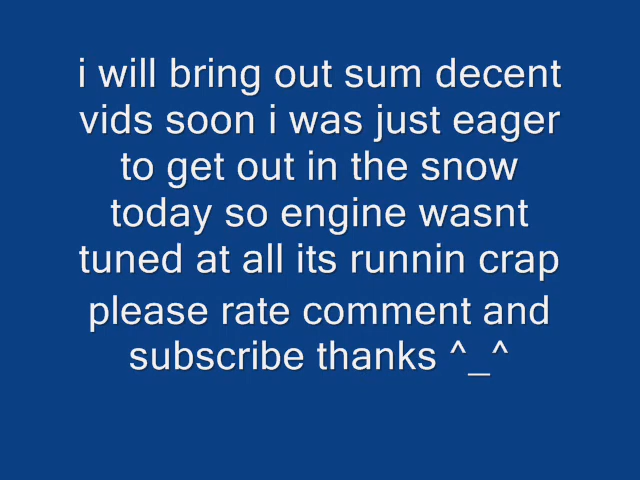 i will bring out sum decent
vids soon i was just eager
to get out in the snow
today so engine wasnt
tuned at all its runnin crap
please rate comment and
subscribe thanks ^_^